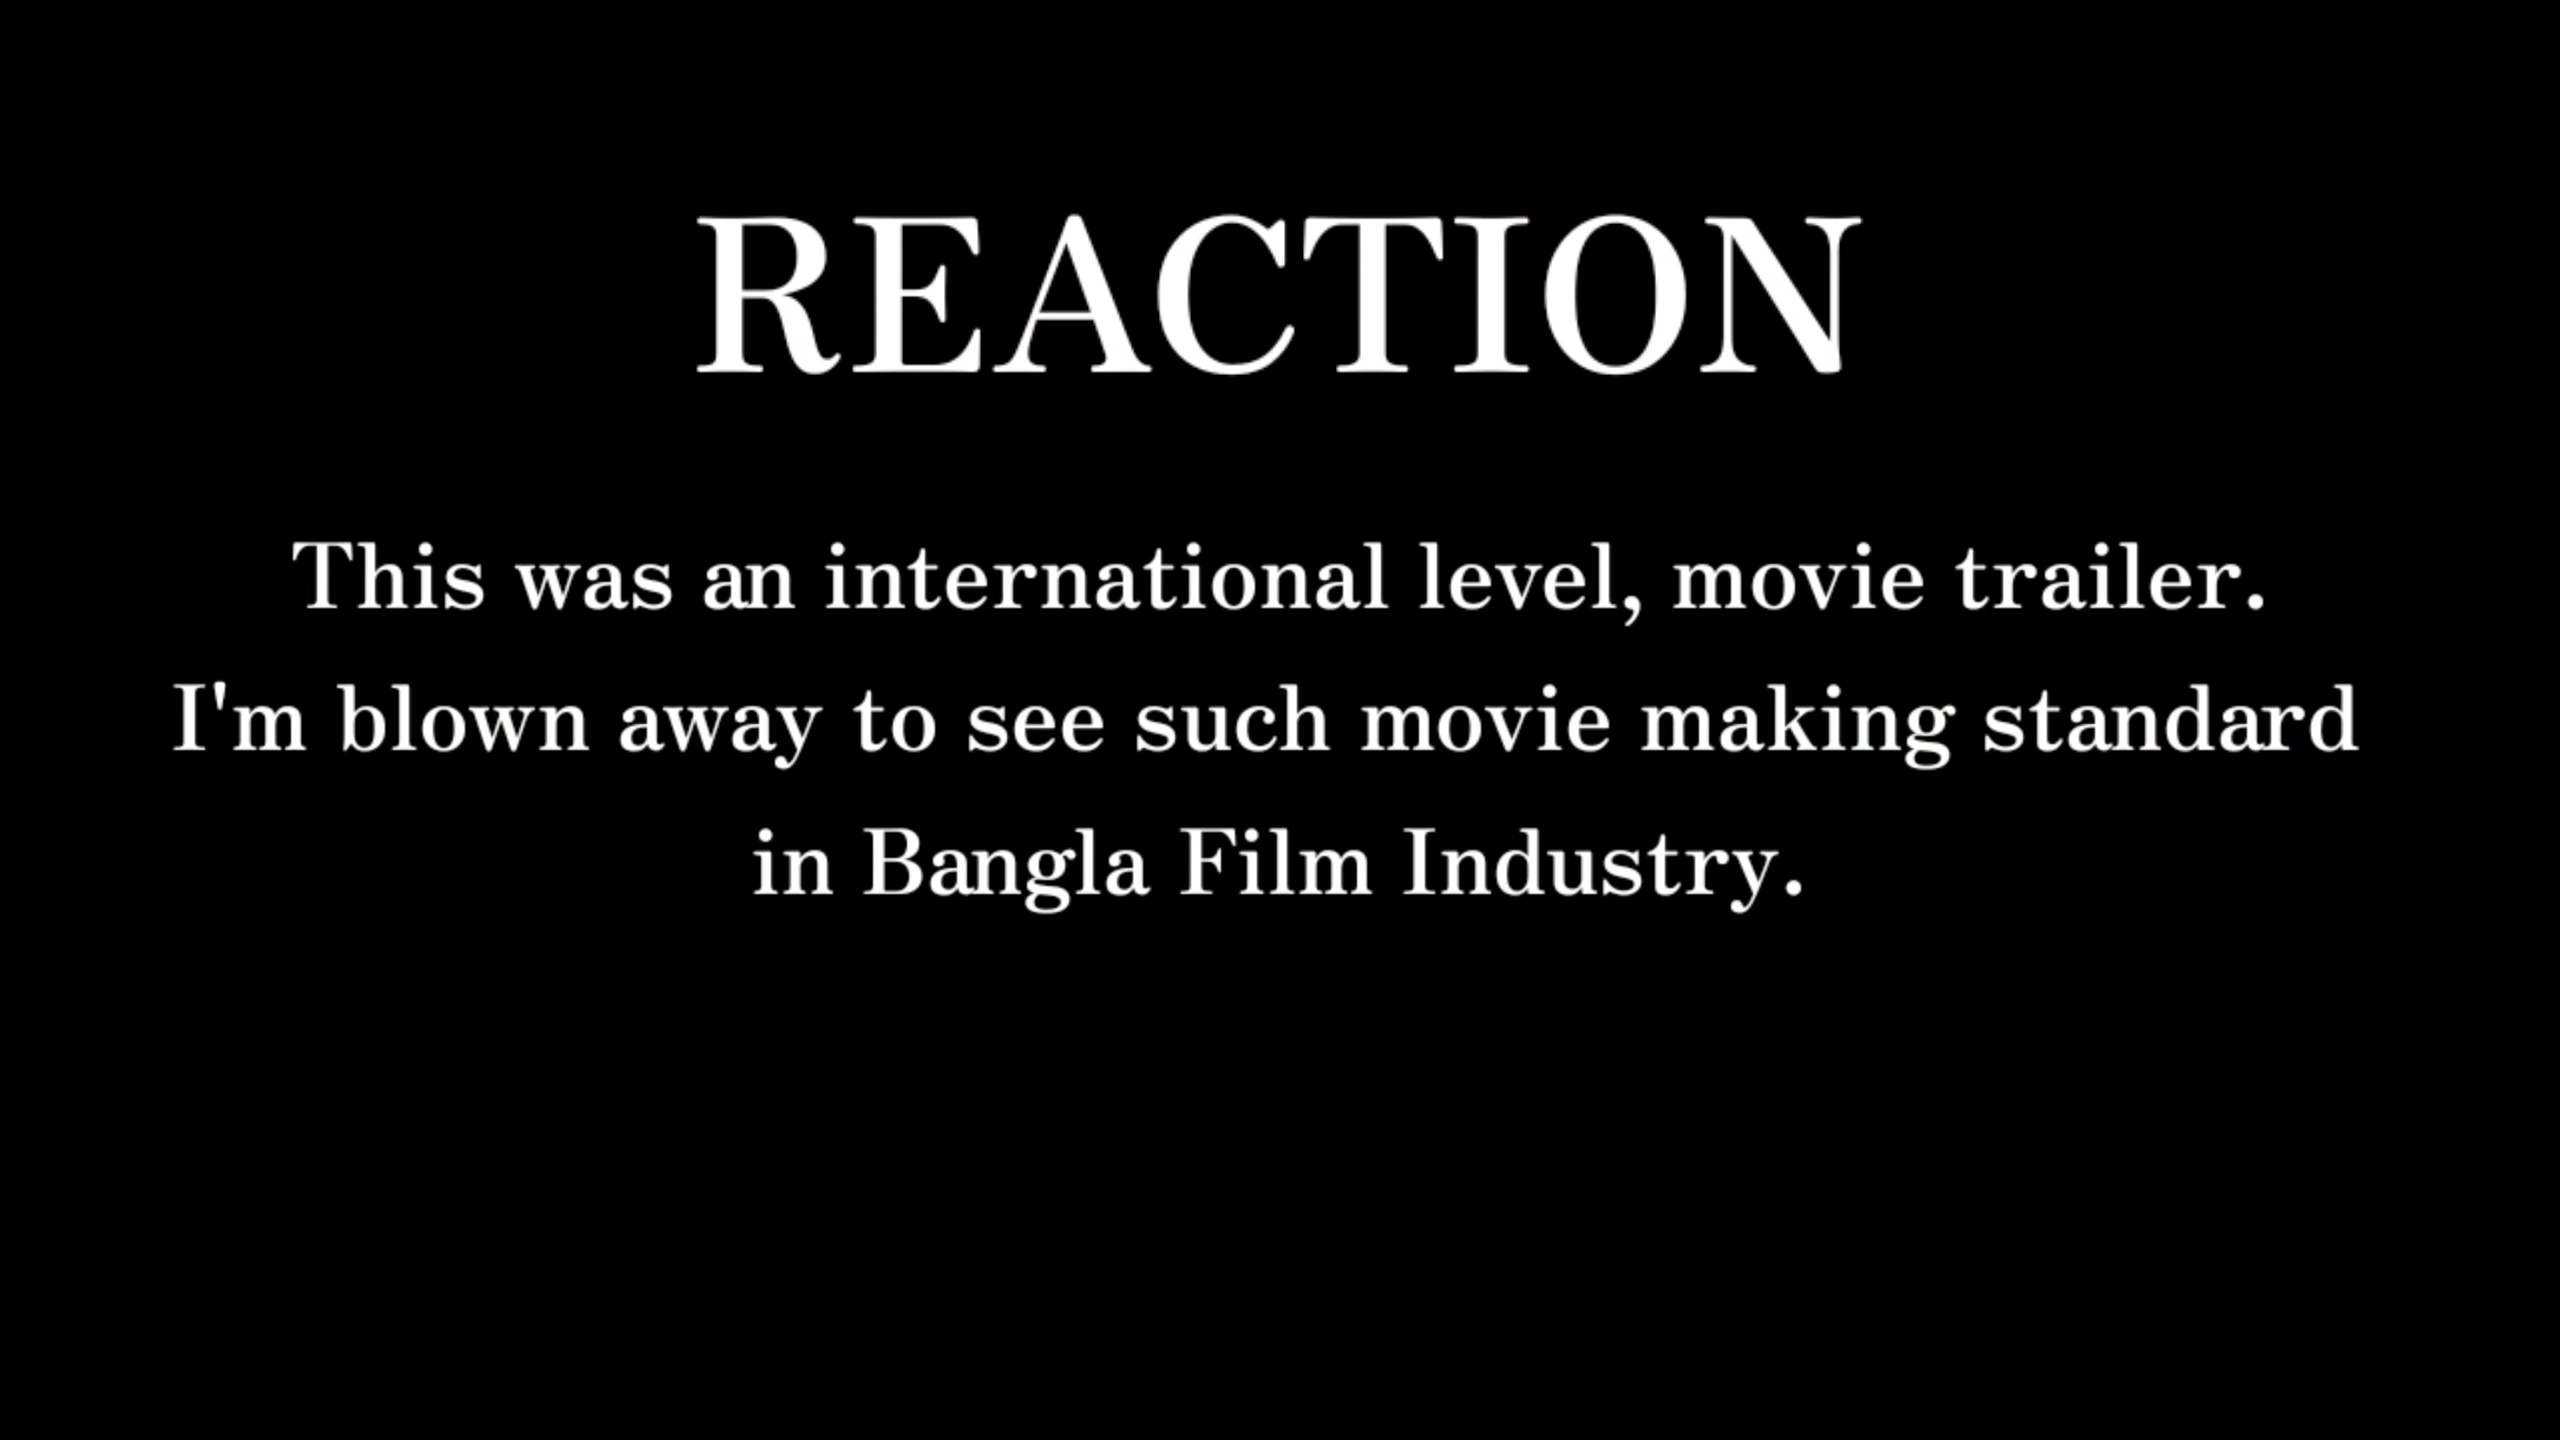 REACTION
This was an international level, movie trailer.
I'm blown away to see such movie making standard
in Bangla Film Industry.